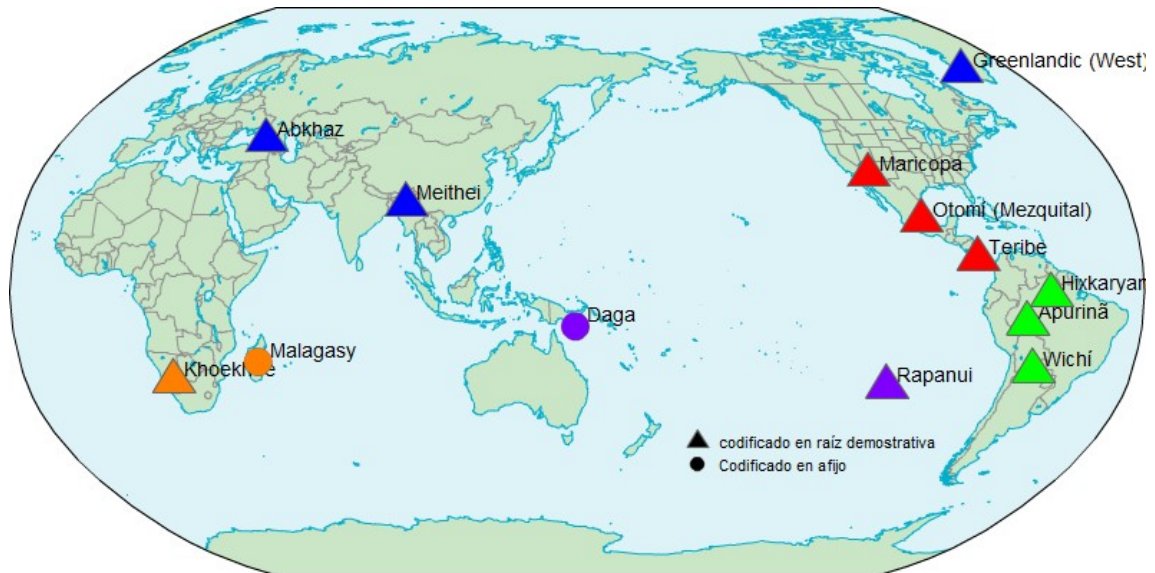 Greenlandic (West)
Abkhaz
Maricopa
Meithei
Otomí (Mezquital)
Teribe
Hixkaryan
Daga
Apurinã
Malagasy
Wichí
Rapanui
codificado en raíz demostrativa
Codificado en afijo